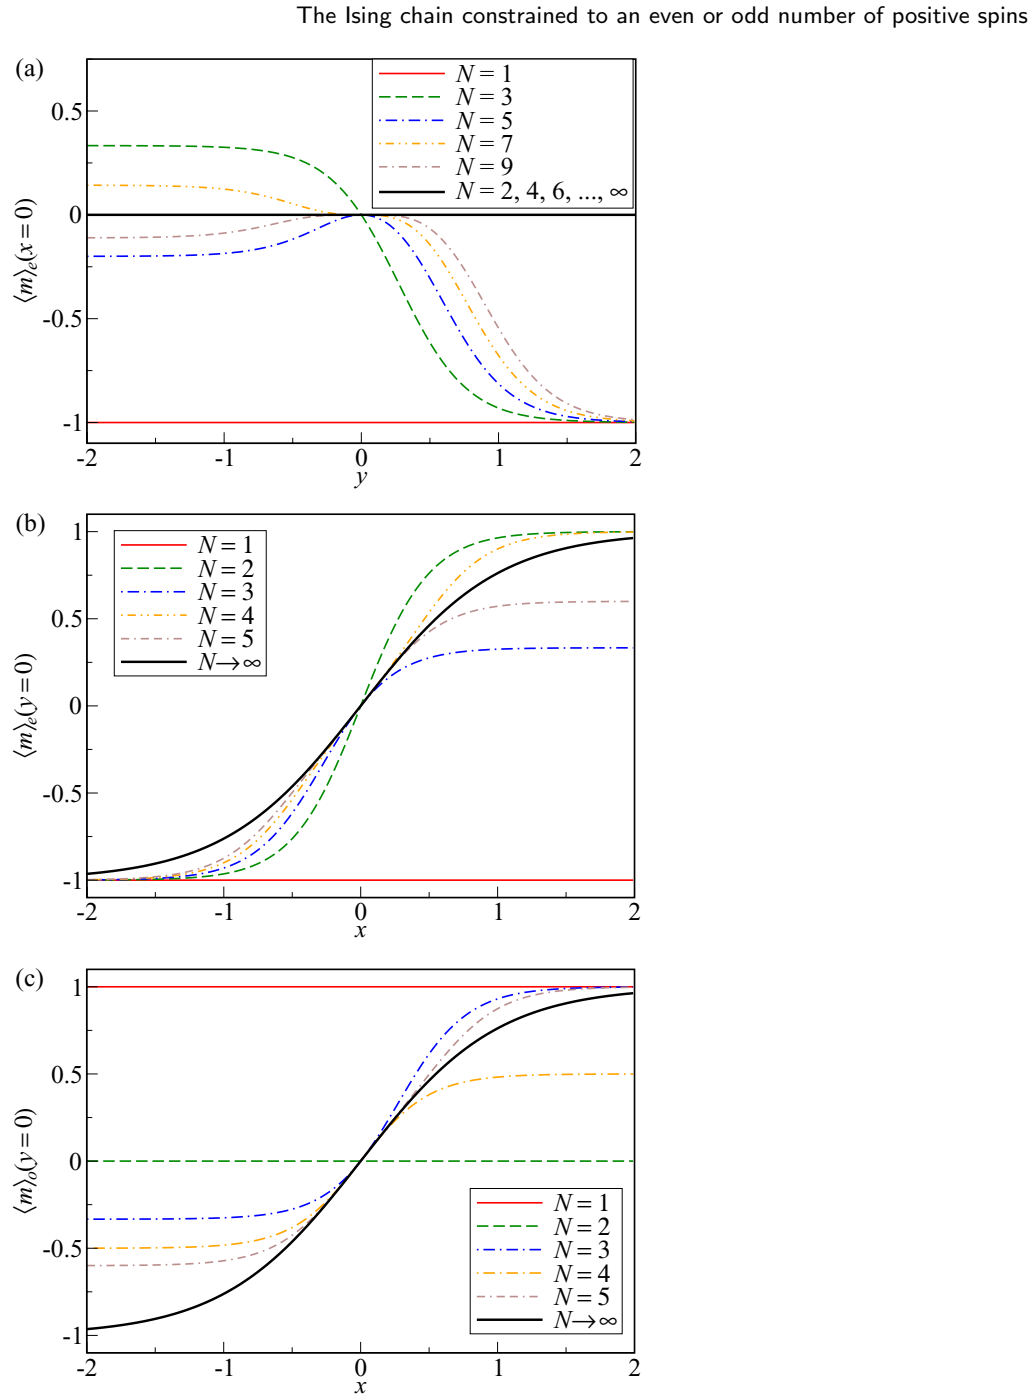 The Ising chain constrained to an even or odd number of positive spins
(a)
N = 1
N = 3
N = 5
N = 7
N = 9
N = 2, 4, 6, ..., ∞
0.5
0
-0.5
-1
⟨m⟩e(x = 0)
-2 -1 0 1 2
y
(b)
N = 1
N = 2
N = 3
N = 4
N = 5
N→∞
1
0.5
0
-0.5
-1
⟨m⟩e(y = 0)
-2 -1 0 1 2
x
(c)
1
0.5
0
-0.5
-1
⟨m⟩o(y = 0)
N = 1
N = 2
N = 3
N = 4
N = 5
N→∞
-2 -1 0 1 2
x